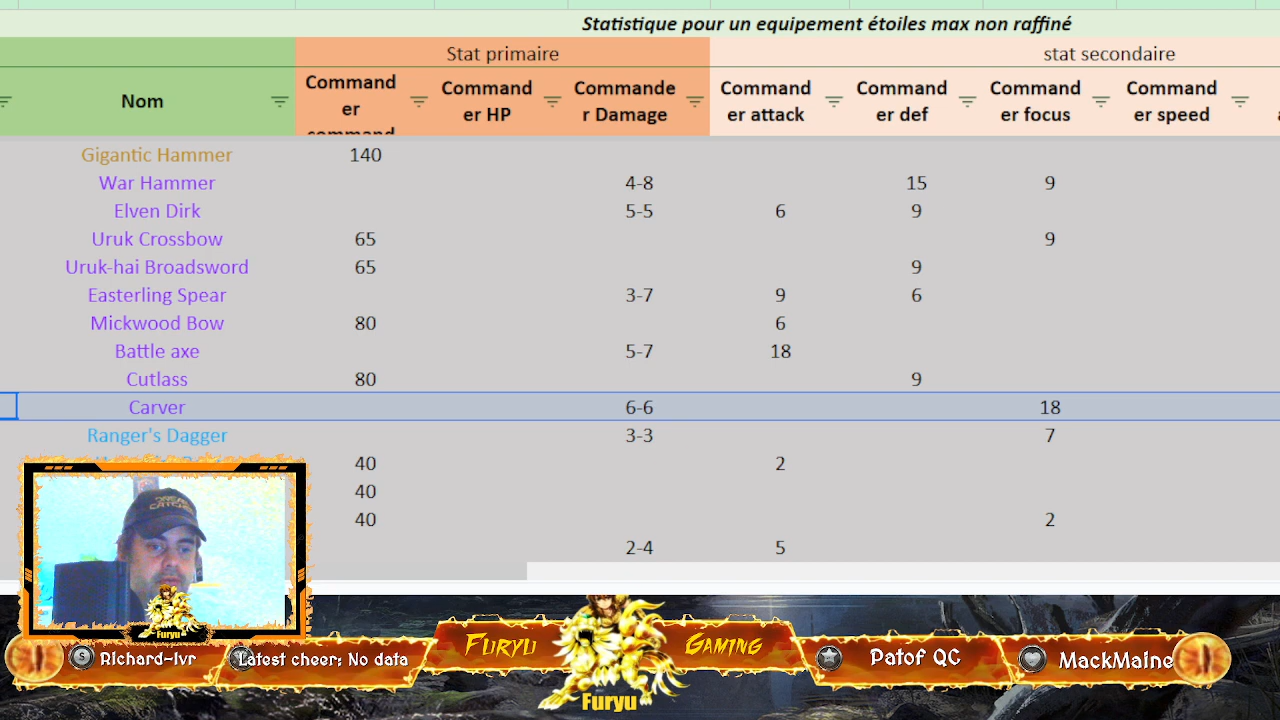 Statistique pour un equipement étoiles max non raffiné
Stat primaire stat secondaire
Nom Command er command Command er HP Commande r Damage Command er attack Command er def Command er focus Command er speed
Gigantic Hammer 140
War Hammer 4-8 15 9
Elven Dirk 5-5 6 9
Uruk Crossbow 65 9
Uruk-hai Broadsword 65 9
Easterling Spear 3-7 9 6
Mickwood Bow 80 6
Battle axe 5-7 18
Cutlass 80 9
Carver 6-6 18
Ranger's Dagger 3-3 7
40 2
40
40 2
2-4 5
Furyu
Furyu Gaming
Richard-lvr Latest cheer: No data Patof QC MackMaine
Furyu